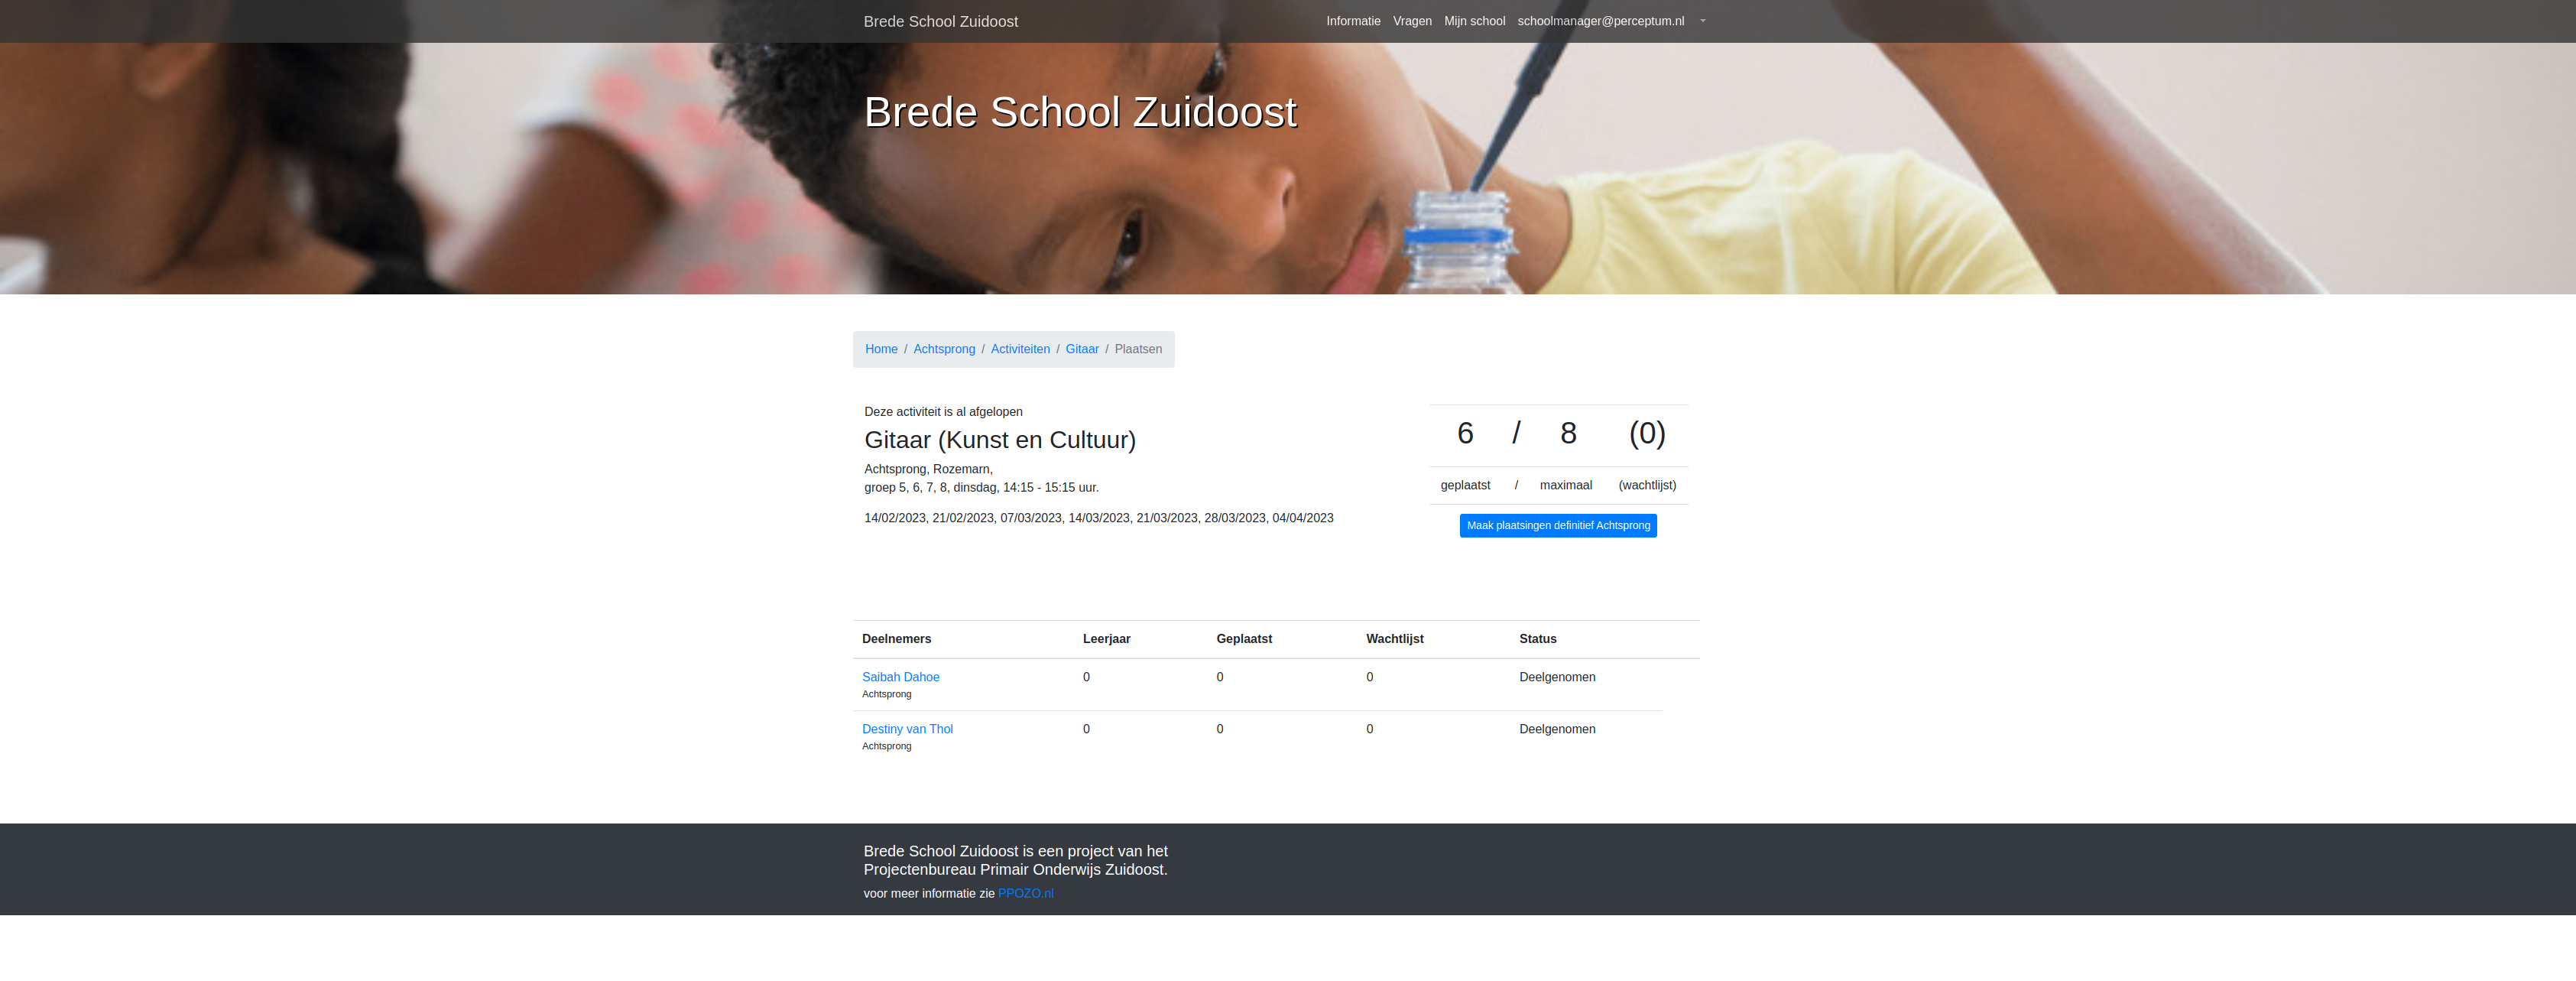 Brede School Zuidoost
Informatie Vragen Mijn school schoolmanager@perceptum.nl
Brede School Zuidoost
Home / Achtsprong / Activiteiten / Gitaar / Plaatsen
Deze activiteit is al afgelopen
Gitaar (Kunst en Cultuur)
Achtsprong, Rozemarn,
groep 5, 6, 7, 8, dinsdag, 14:15 - 15:15 uur.
14/02/2023, 21/02/2023, 07/03/2023, 14/03/2023, 21/03/2023, 28/03/2023, 04/04/2023
6 / 8 (0)
geplaatst / maximaal (wachtlijst)
Maak plaatsingen definitief Achtsprong
Deelnemers Leerjaar Geplaatst Wachtlijst Status
Saibah Dahoe 0 0 0 Deelgenomen
Achtsprong
Destiny van Thol 0 0 0 Deelgenomen
Achtsprong
Brede School Zuidoost is een project van het
Projectenbureau Primair Onderwijs Zuidoost.
voor meer informatie zie PPOZO.nl